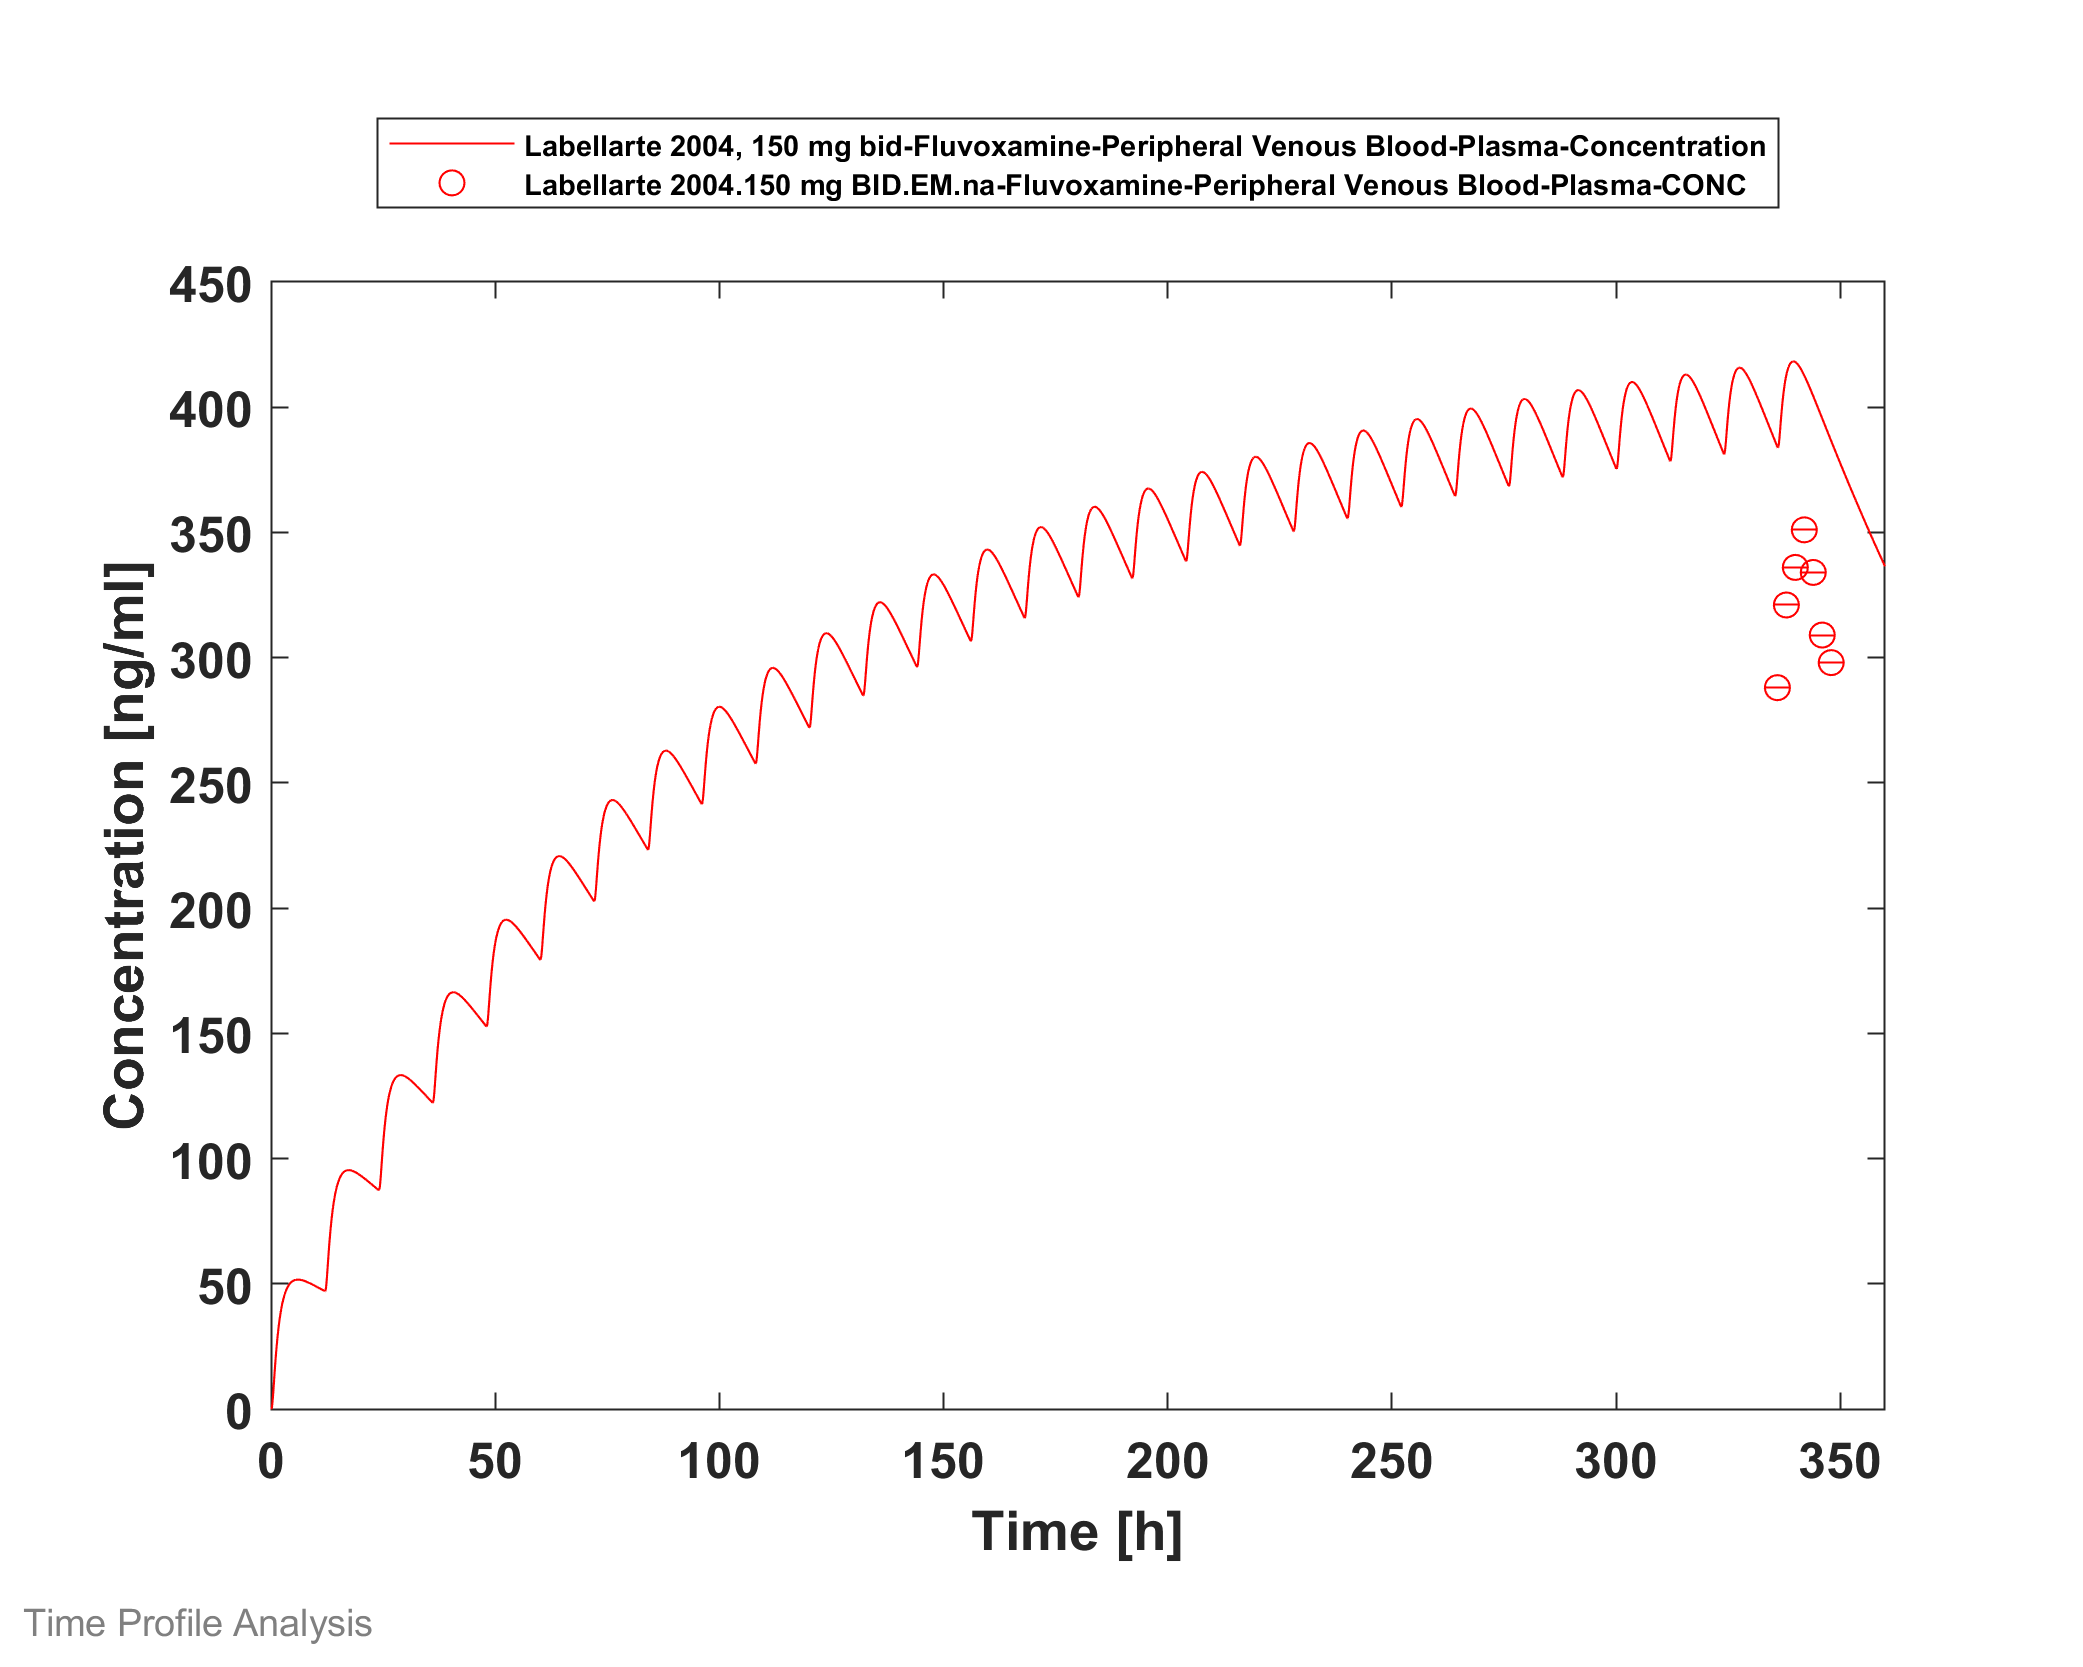 Labellarte 2004, 150 mg bid-Fluvoxamine-Peripheral Venous Blood-Plasma-Concentration
Labellarte 2004.150 mg BID.EM.na-Fluvoxamine-Peripheral Venous Blood-Plasma-CONC
450
400
350
300
250
200
150
100
50
0
Concentration [ng/ml]
0 50 100 150 200 250 300 350
Time [h]
Time Profile Analysis